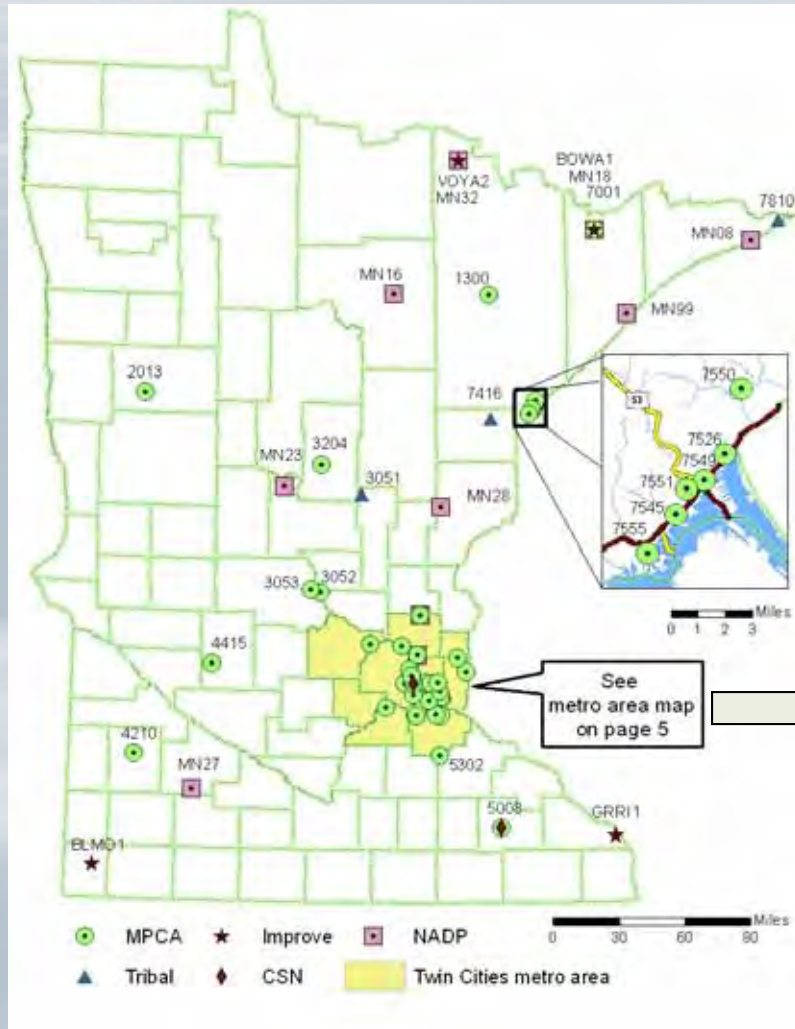 BOWA1
MN18
7001
VOYA2
MN32
7810
MN08
MN16
1300
MN99
2013
7416
7550
53
7526
7549
7551
7545
7555
3204
MN23
3051
MN28
3053
3052
Miles
0 1 2 3
4415
See
metro area map
on page 5
4210
5302
MN27
5008
GRRI1
BLMO1
Miles
0 30 60 90
MPCA Improve NADP
Tribal CSN Twin Cities metro area